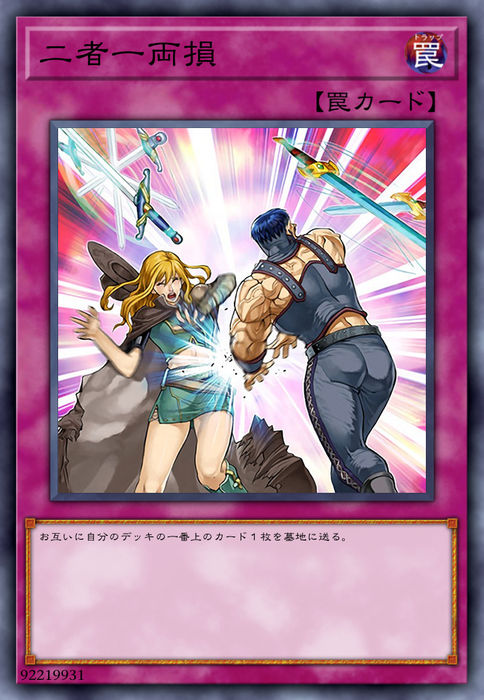 二者一両損
トラップ
罠
【罠カード】
お互いに自分のデッキの一番上のカード１枚を墓地に送る。
92219931